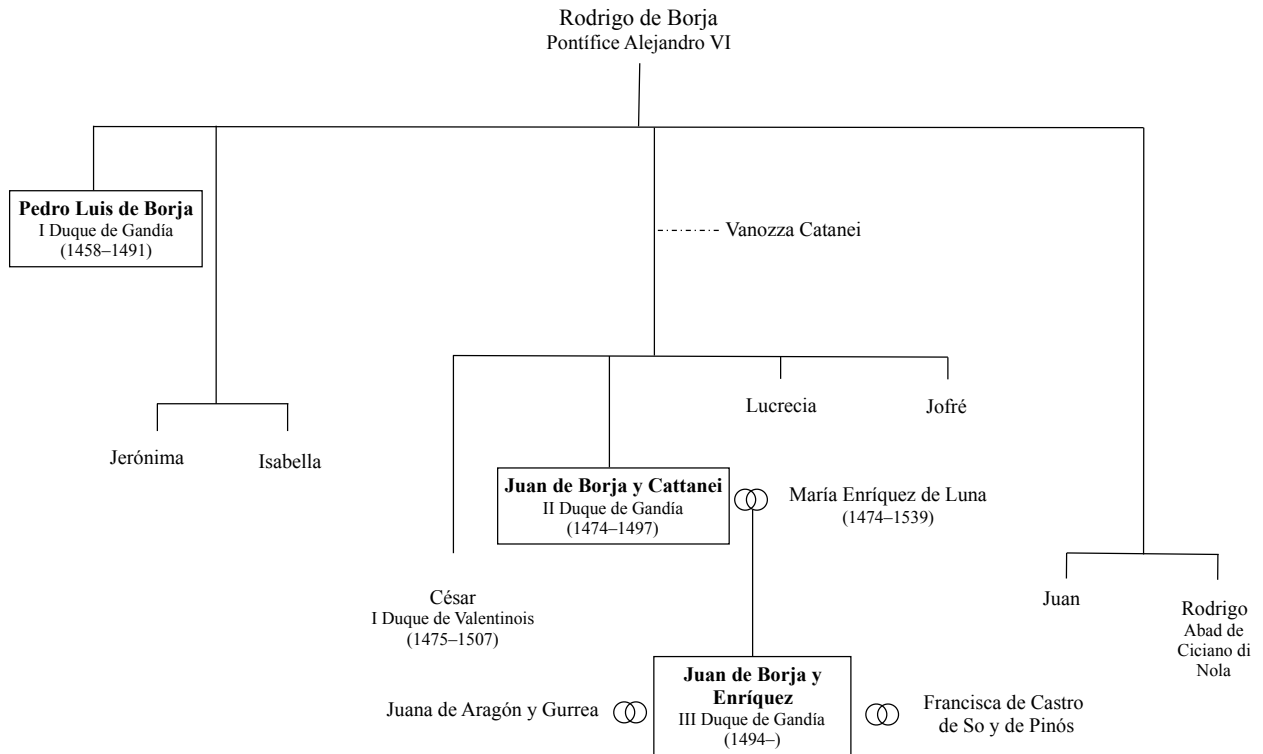 Rodrigo de Borja
Pontífice Alejandro VI
Pedro Luis de Borja
I Duque de Gandía
(1458–1491)
Vanozza Catanei
Jerónima
Isabella
Lucrecia
Jofré
Juan de Borja y Cattanei
II Duque de Gandía
(1474–1497)
María Enríquez de Luna
(1474–1539)
César
I Duque de Valentinois
(1475–1507)
Juan
Rodrigo
Abad de
Ciciano di
Nola
Juana de Aragón y Gurrea
Juan de Borja y
Enríquez
III Duque de Gandía
(1494–)
Francisca de Castro
de So y de Pinós